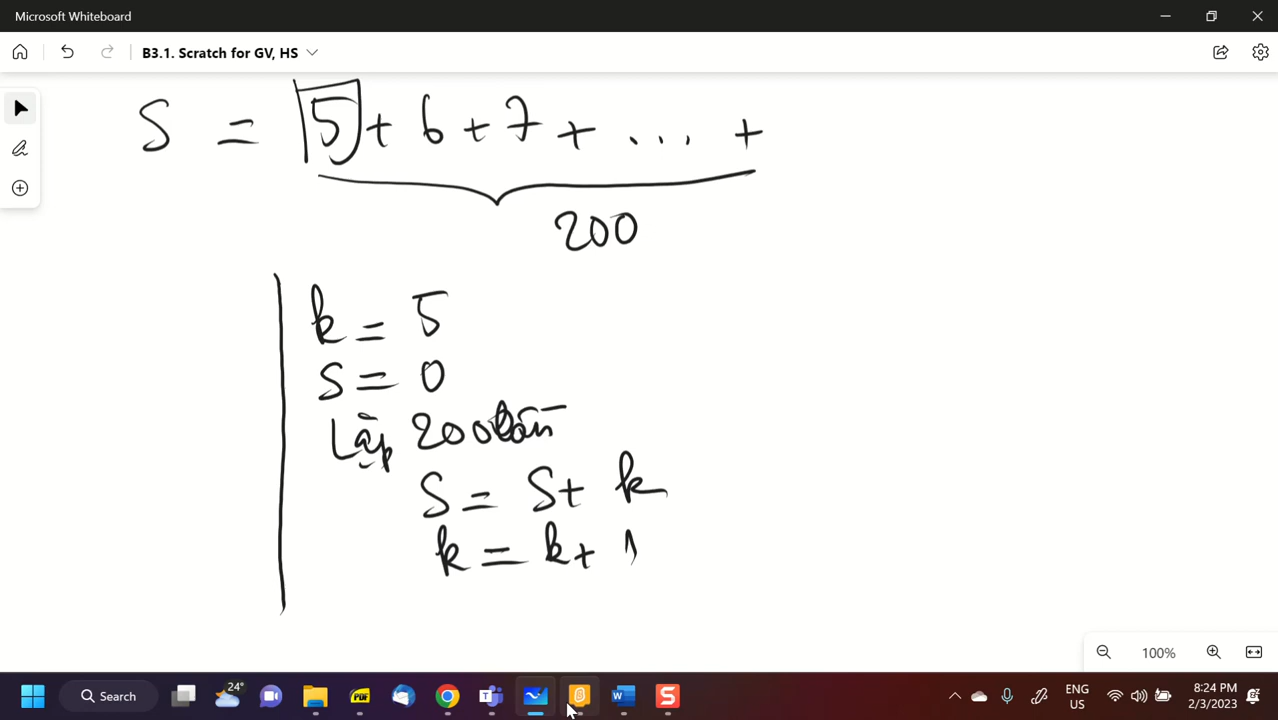 Microsoft Whiteboard
B3.1. Scratch for GV, HS
S = 5 + 6 + 7 + ... +
200
k = 5
S = 0
Lặp 200 lần
S = S + k
k = k + 1
100%
24°
Search
PDF
ENG
US
8:24 PM
2/3/2023